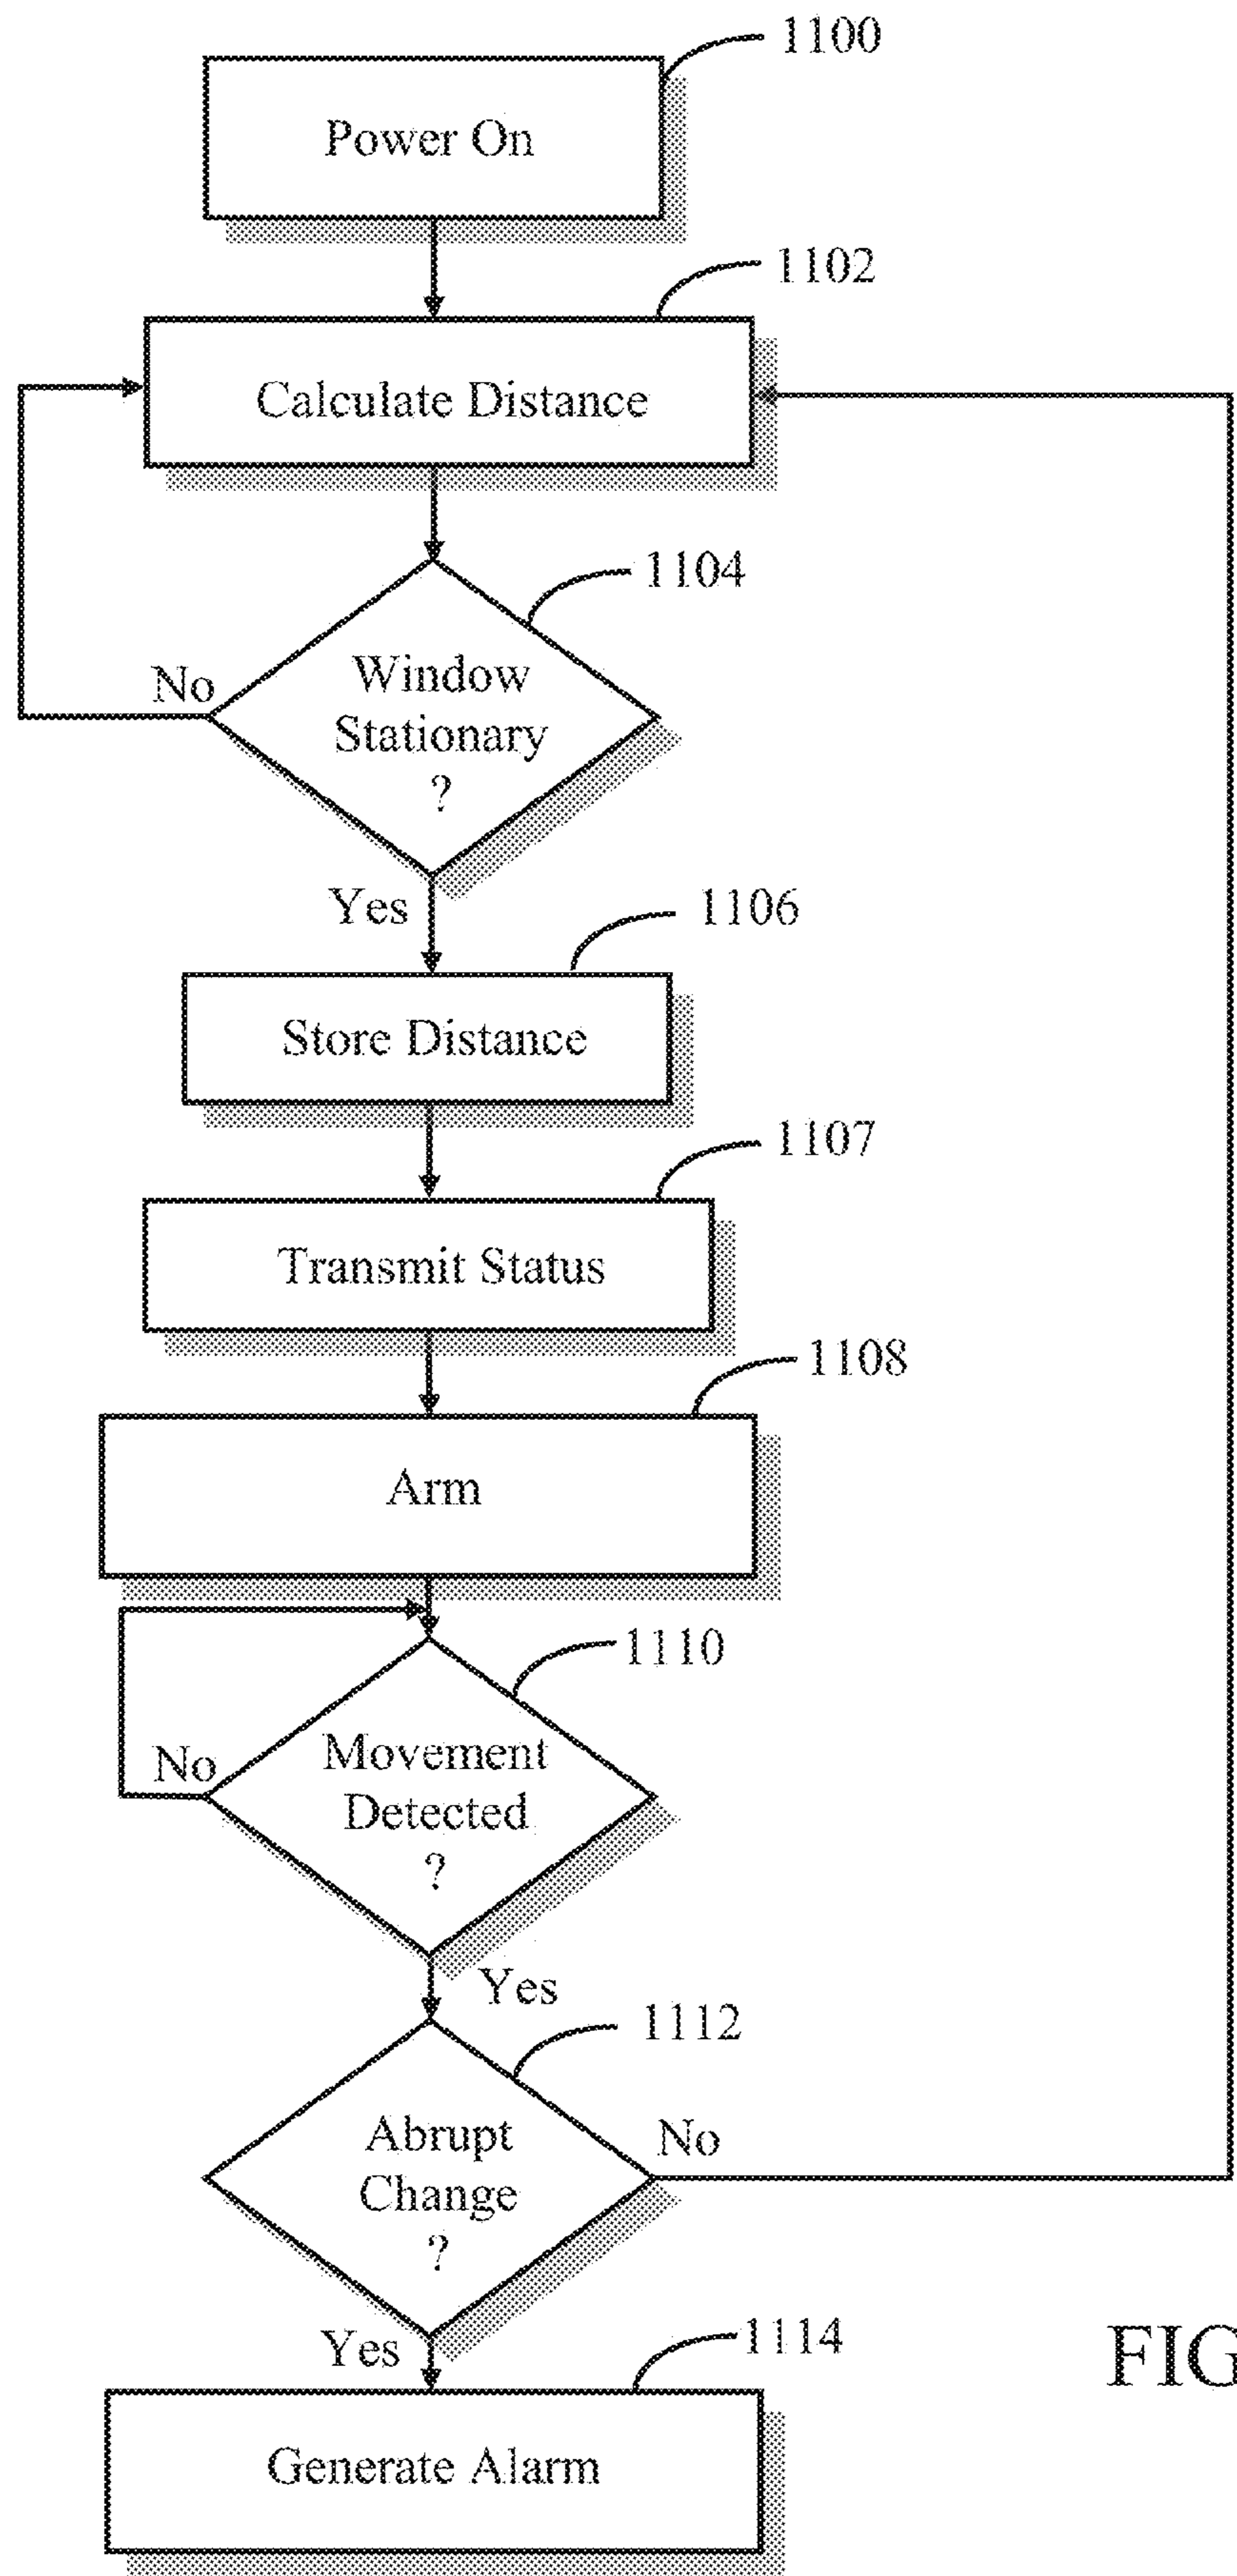 1100
Power On
1102
Calculate Distance
1104
Window
Stationary
?
No
Yes
1106
Store Distance
1107
Transmit Status
1108
Arm
1110
Movement
Detected
?
No
Yes
1112
Abrupt
Change
?
No
Yes
1114
Generate Alarm
FIG